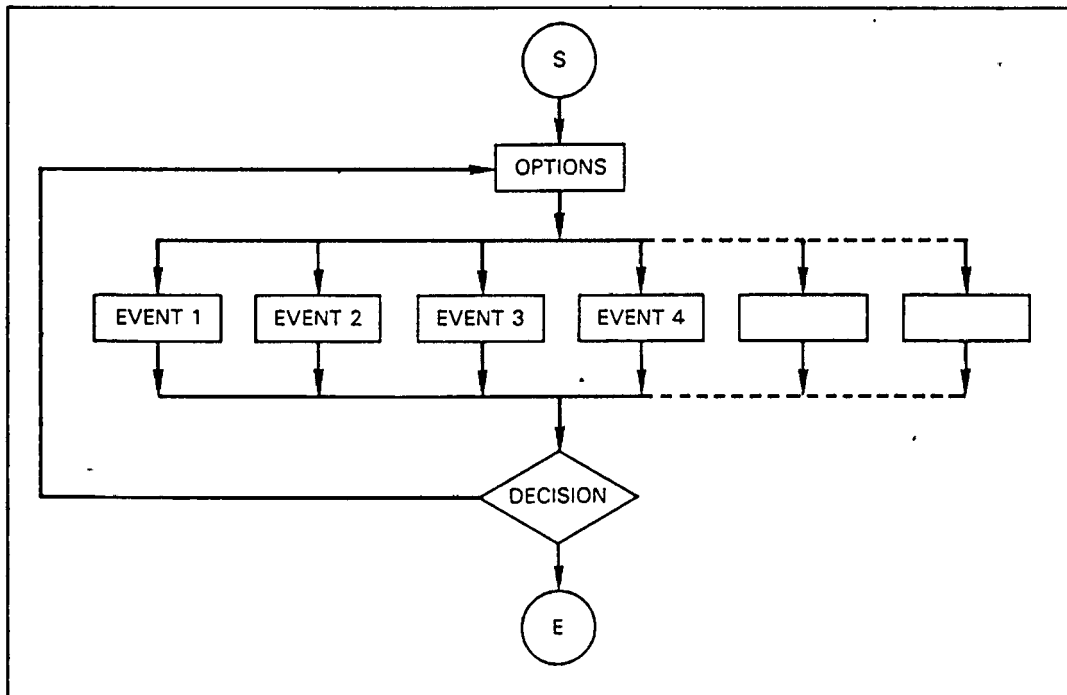 S
OPTIONS
EVENT 1
EVENT 2
EVENT 3
EVENT 4
DECISION
E